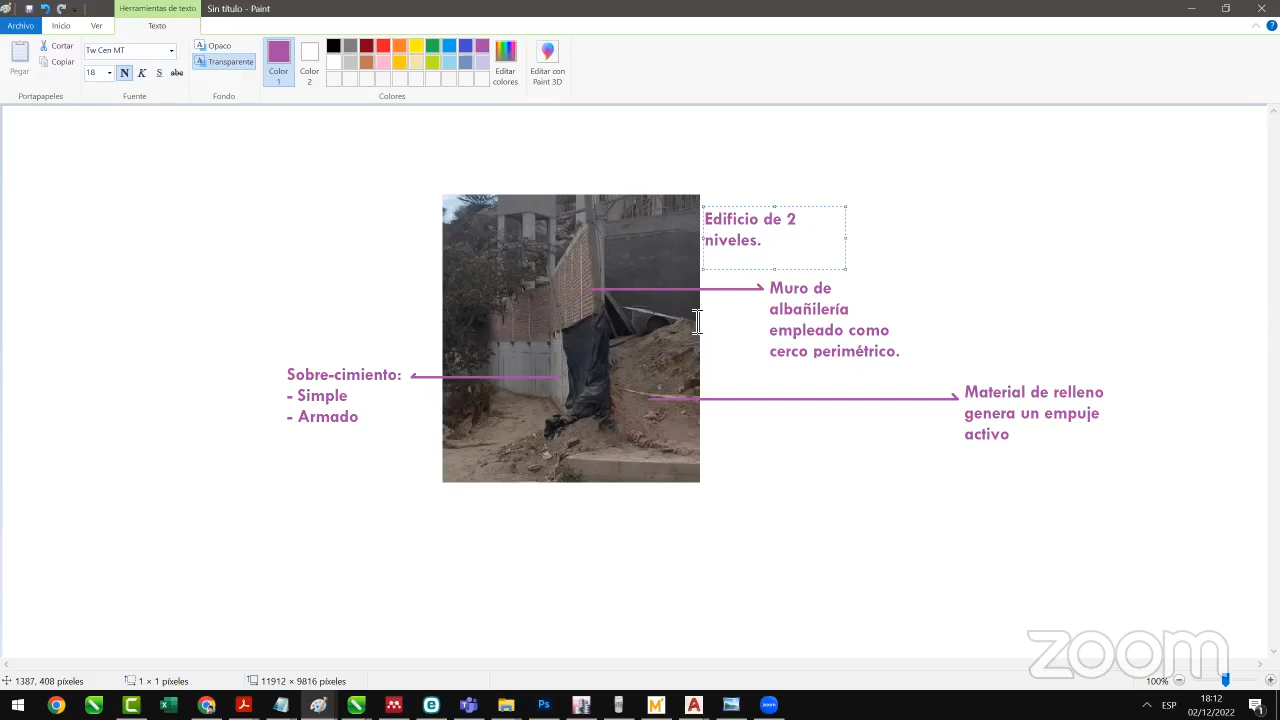 Herramientas de texto
Sin título - Paint
Archivo
Inicio
Ver
Texto
Pegar
Cortar
Copiar
Portapapeles
Tw Cen MT
18
N
K
S
abc
Fuente
Opaco
Transparente
Fondo
Color
1
Color
2
Editar
colores
Editar con
Paint 3D
Colores
Edificio de 2
niveles.
Muro de
albañilería
empleado como
cerco perimétrico.
Sobre-cimiento:
- Simple
- Armado
Material de relleno
genera un empuje
activo
zoom
1387, 408 píxeles
1 × 1 píxeles
11912 × 9816 píxeles
100%
ESP
18:12
02/12/2022